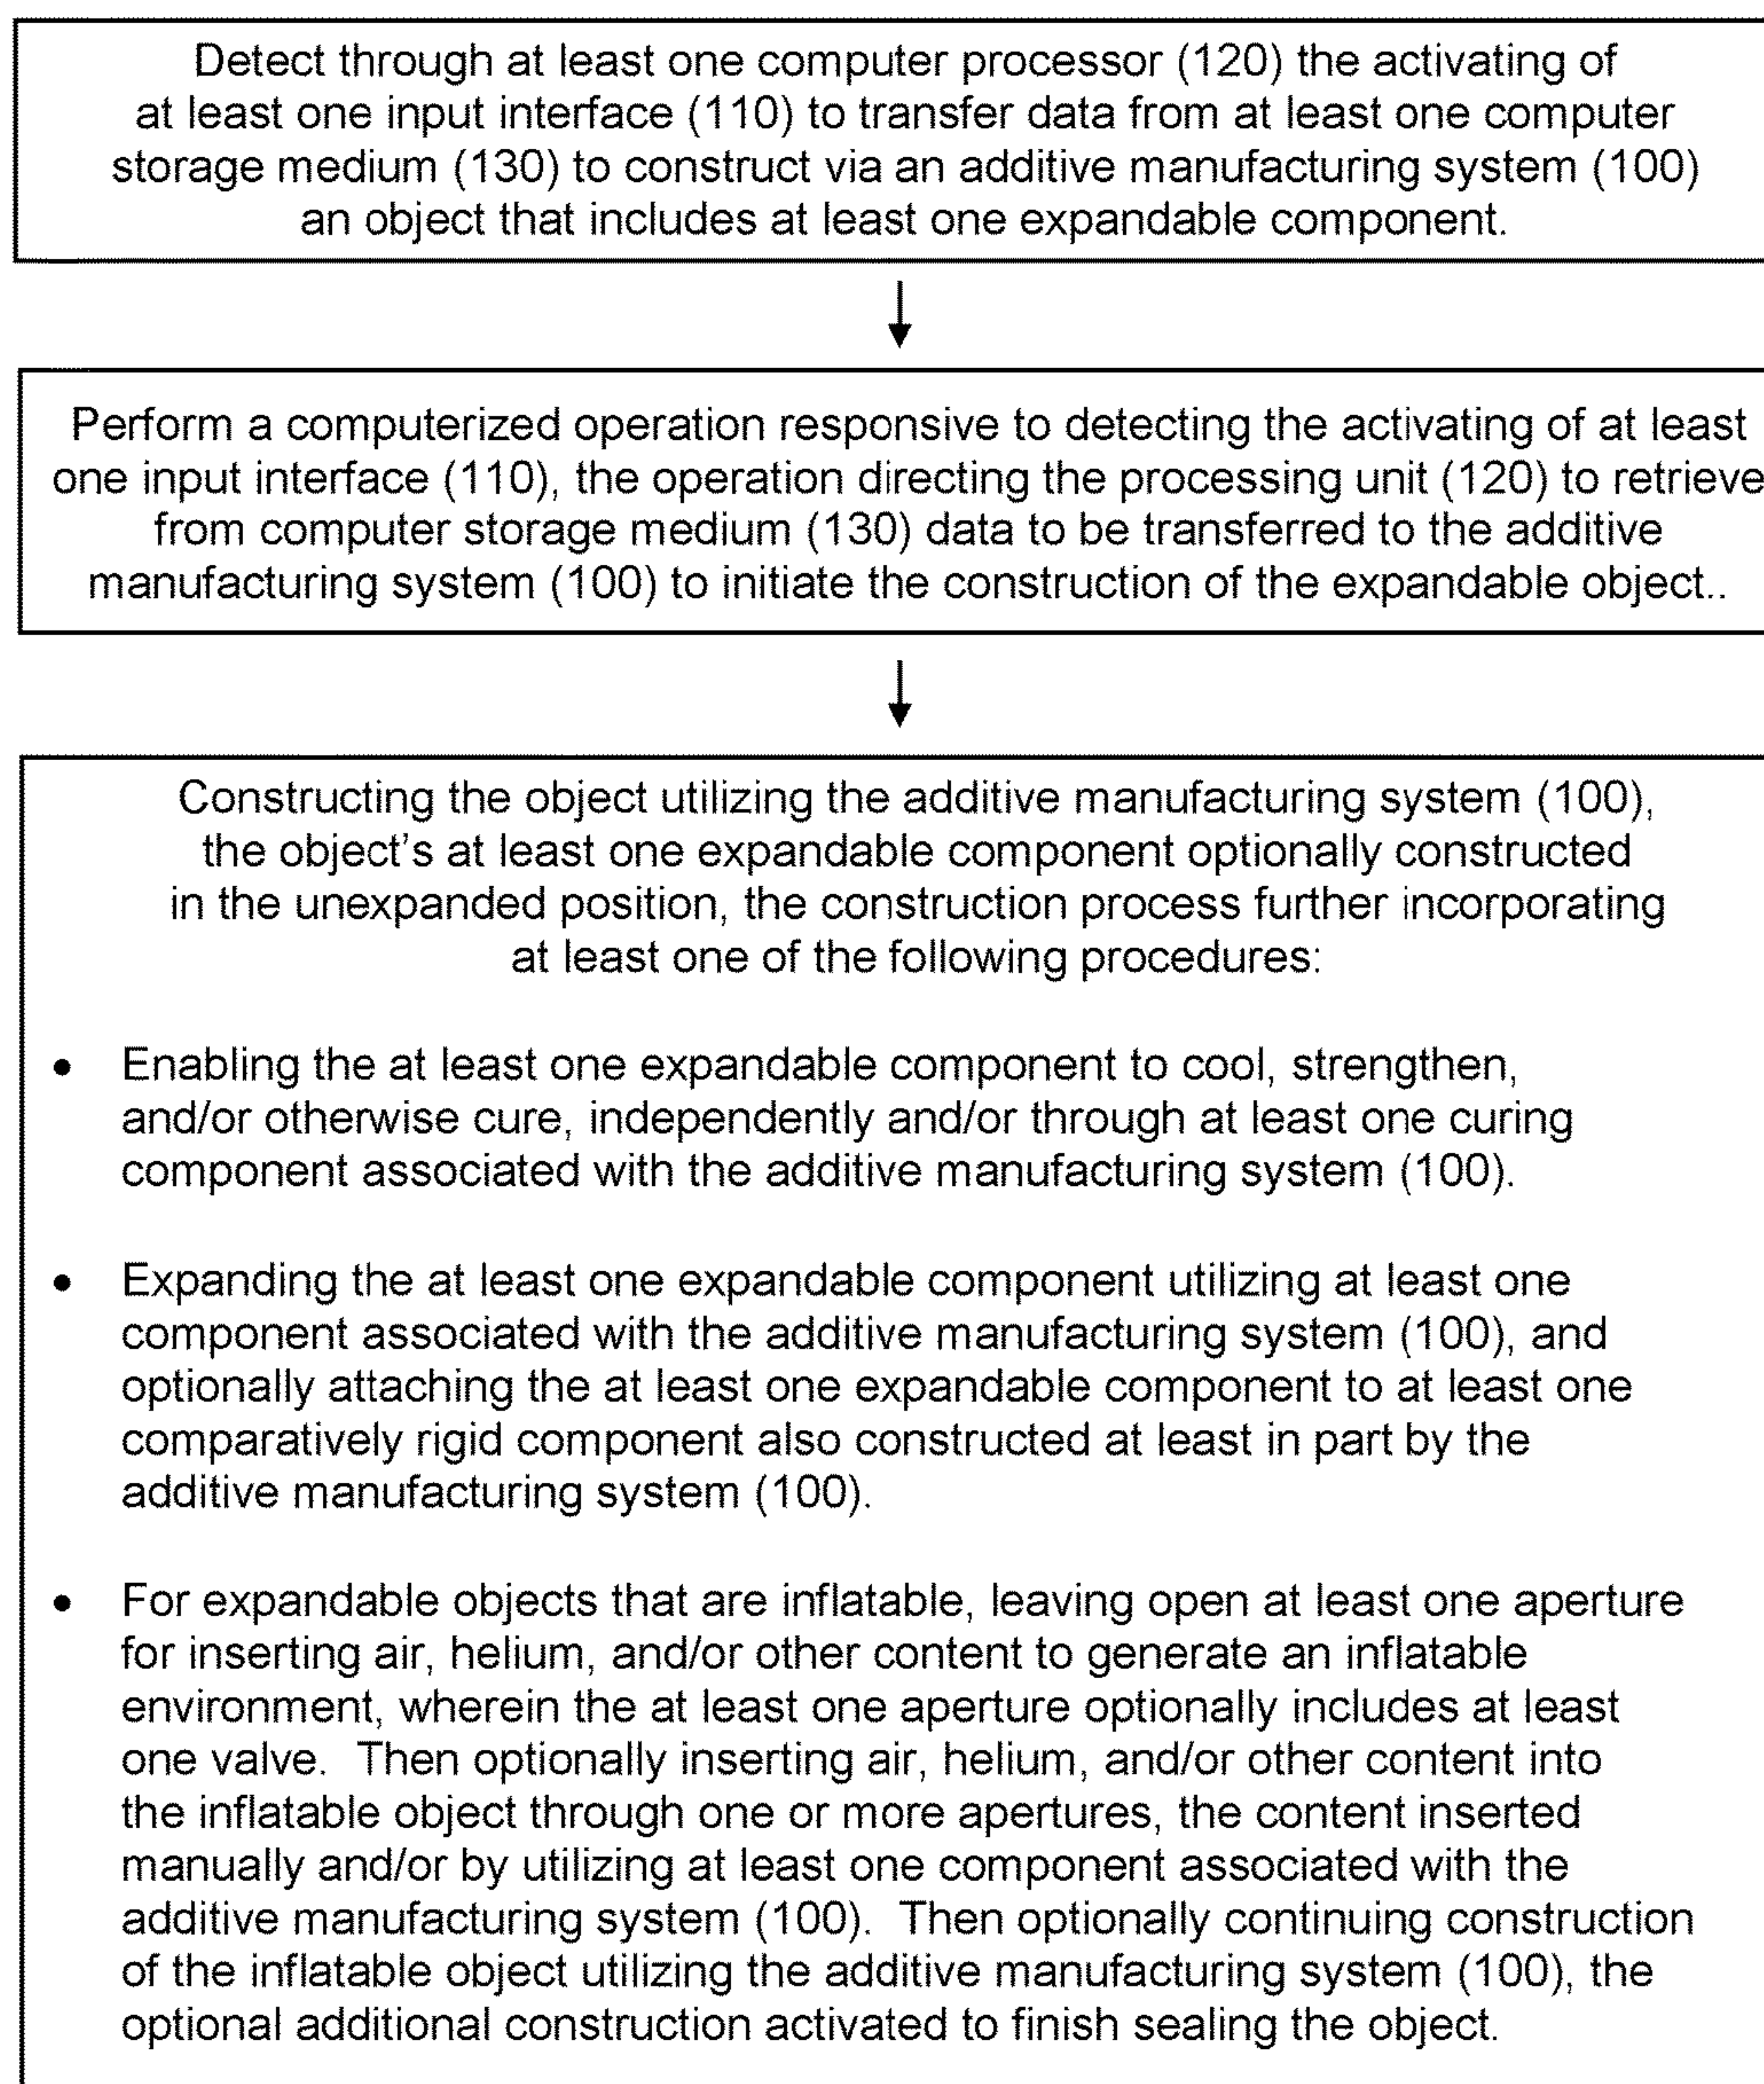 Detect through at least one computer processor (120) the activating of
at least one input interface (110) to transfer data from at least one computer
storage medium (130) to construct via an additive manufacturing system (100)
an object that includes at least one expandable component.
Perform a computerized operation responsive to detecting the activating of at least
one input interface (110), the operation directing the processing unit (120) to retrieve
from computer storage medium (130) data to be transferred to the additive
manufacturing system (100) to initiate the construction of the expandable object..
Constructing the object utilizing the additive manufacturing system (100),
the object's at least one expandable component optionally constructed
in the unexpanded position, the construction process further incorporating
at least one of the following procedures:
• Enabling the at least one expandable component to cool, strengthen,
and/or otherwise cure, independently and/or through at least one curing
component associated with the additive manufacturing system (100).
• Expanding the at least one expandable component utilizing at least one
component associated with the additive manufacturing system (100), and
optionally attaching the at least one expandable component to at least one
comparatively rigid component also constructed at least in part by the
additive manufacturing system (100).
• For expandable objects that are inflatable, leaving open at least one aperture
for inserting air, helium, and/or other content to generate an inflatable
environment, wherein the at least one aperture optionally includes at least
one valve. Then optionally inserting air, helium, and/or other content into
the inflatable object through one or more apertures, the content inserted
manually and/or by utilizing at least one component associated with the
additive manufacturing system (100). Then optionally continuing construction
of the inflatable object utilizing the additive manufacturing system (100), the
optional additional construction activated to finish sealing the object.